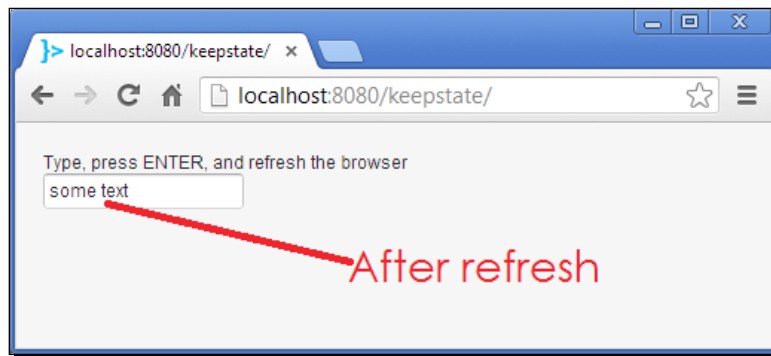 localhost:8080/keepstate/
localhost:8080/keepstate/
Type, press ENTER, and refresh the browser
some text
After refresh